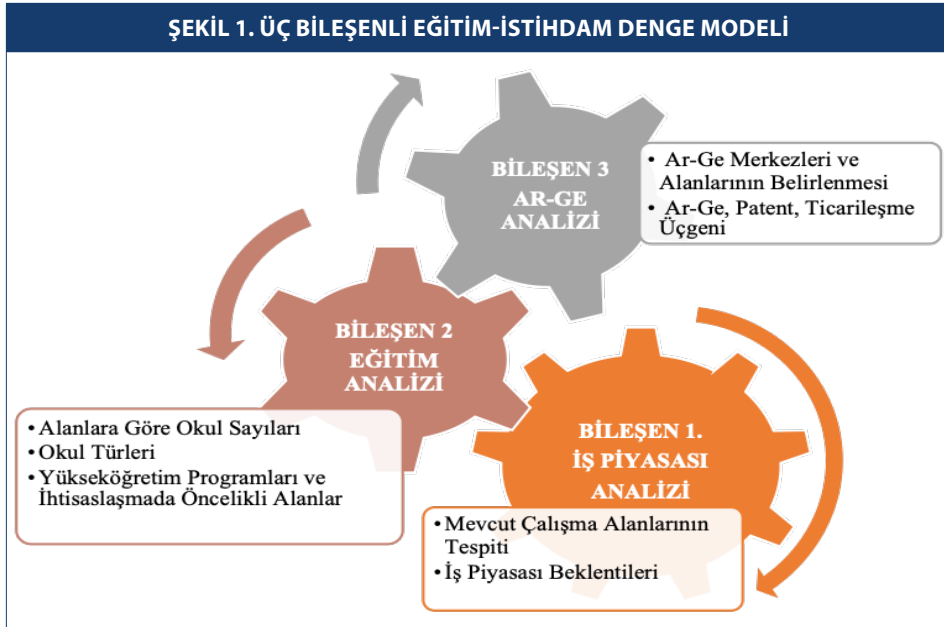 ŞEKİL 1. ÜÇ BİLEŞENLİ EĞİTİM-İSTİHDAM DENGE MODELİ
BİLEŞEN 3
AR-GE
ANALİZİ
• Ar-Ge Merkezleri ve
Alanlarının Belirlenmesi
• Ar-Ge, Patent, Ticarileşme
Üçgeni
BİLEŞEN 2
EĞİTİM
ANALİZİ
• Alanlara Göre Okul Sayıları
• Okul Türleri
• Yükseköğretim Programları ve
İhtisaslaşmada Öncelikli Alanlar
BİLEŞEN 1.
İŞ PİYASASI
ANALİZİ
• Mevcut Çalışma Alanlarının
Tespiti
• İş Piyasası Beklentileri